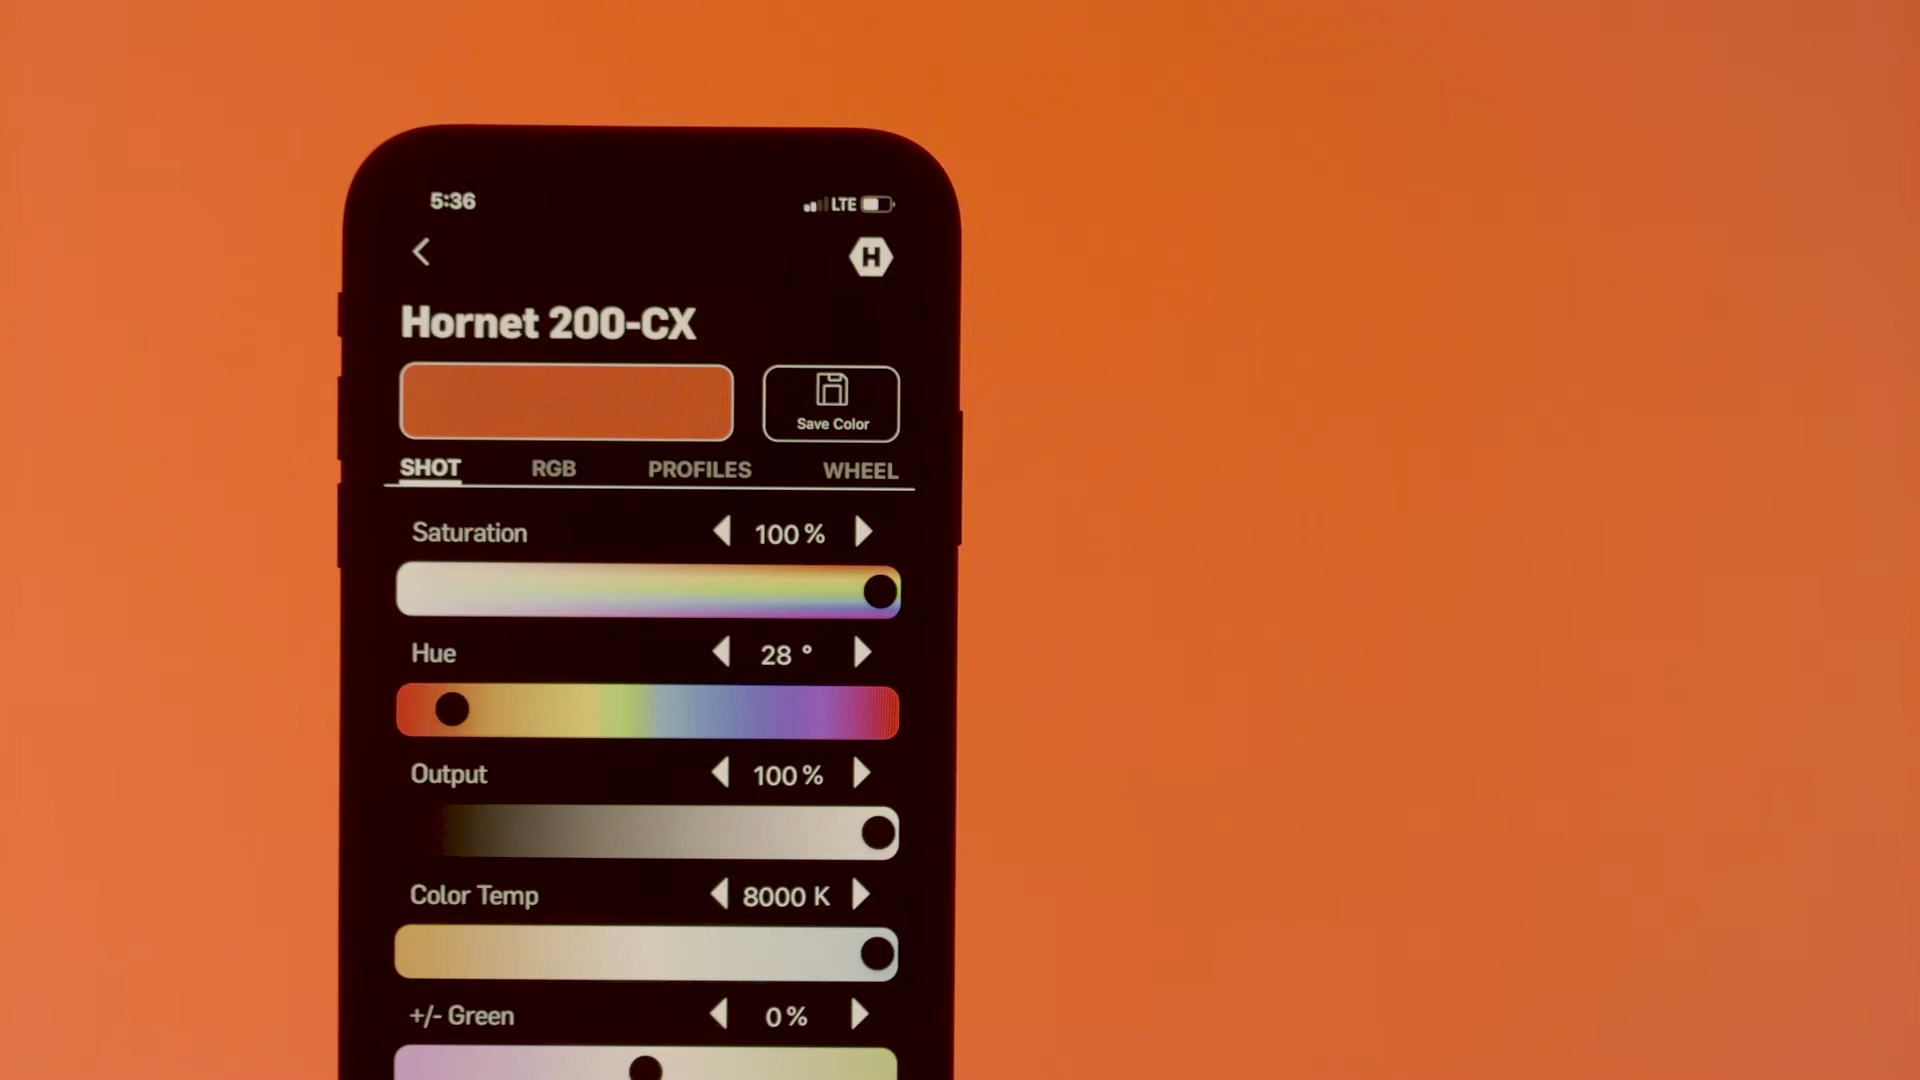 5:36 LTE
H
Hornet 200-CX
Save Color
SHOT RGB PROFILES WHEEL
Saturation 100%
Hue 28 °
Output 100%
Color Temp 8000 K
+/- Green 0%